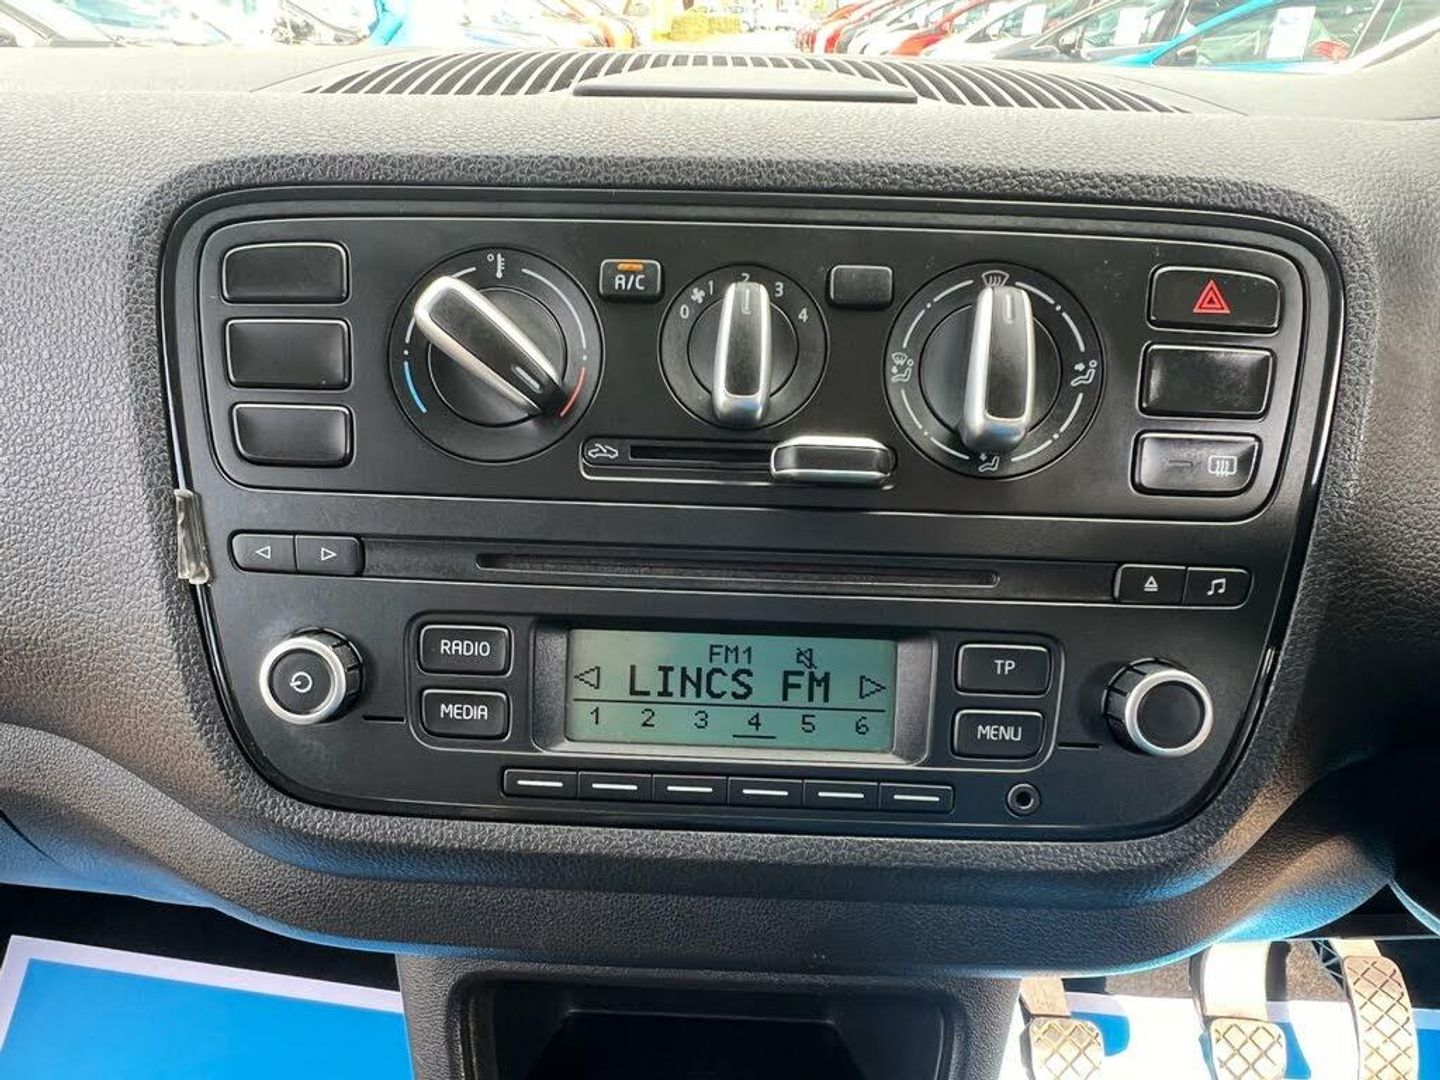 A/C
0 1 2 3 4
RADIO
MEDIA
FM1
LINCS FM
1 2 3 4 5 6
TP
MENU